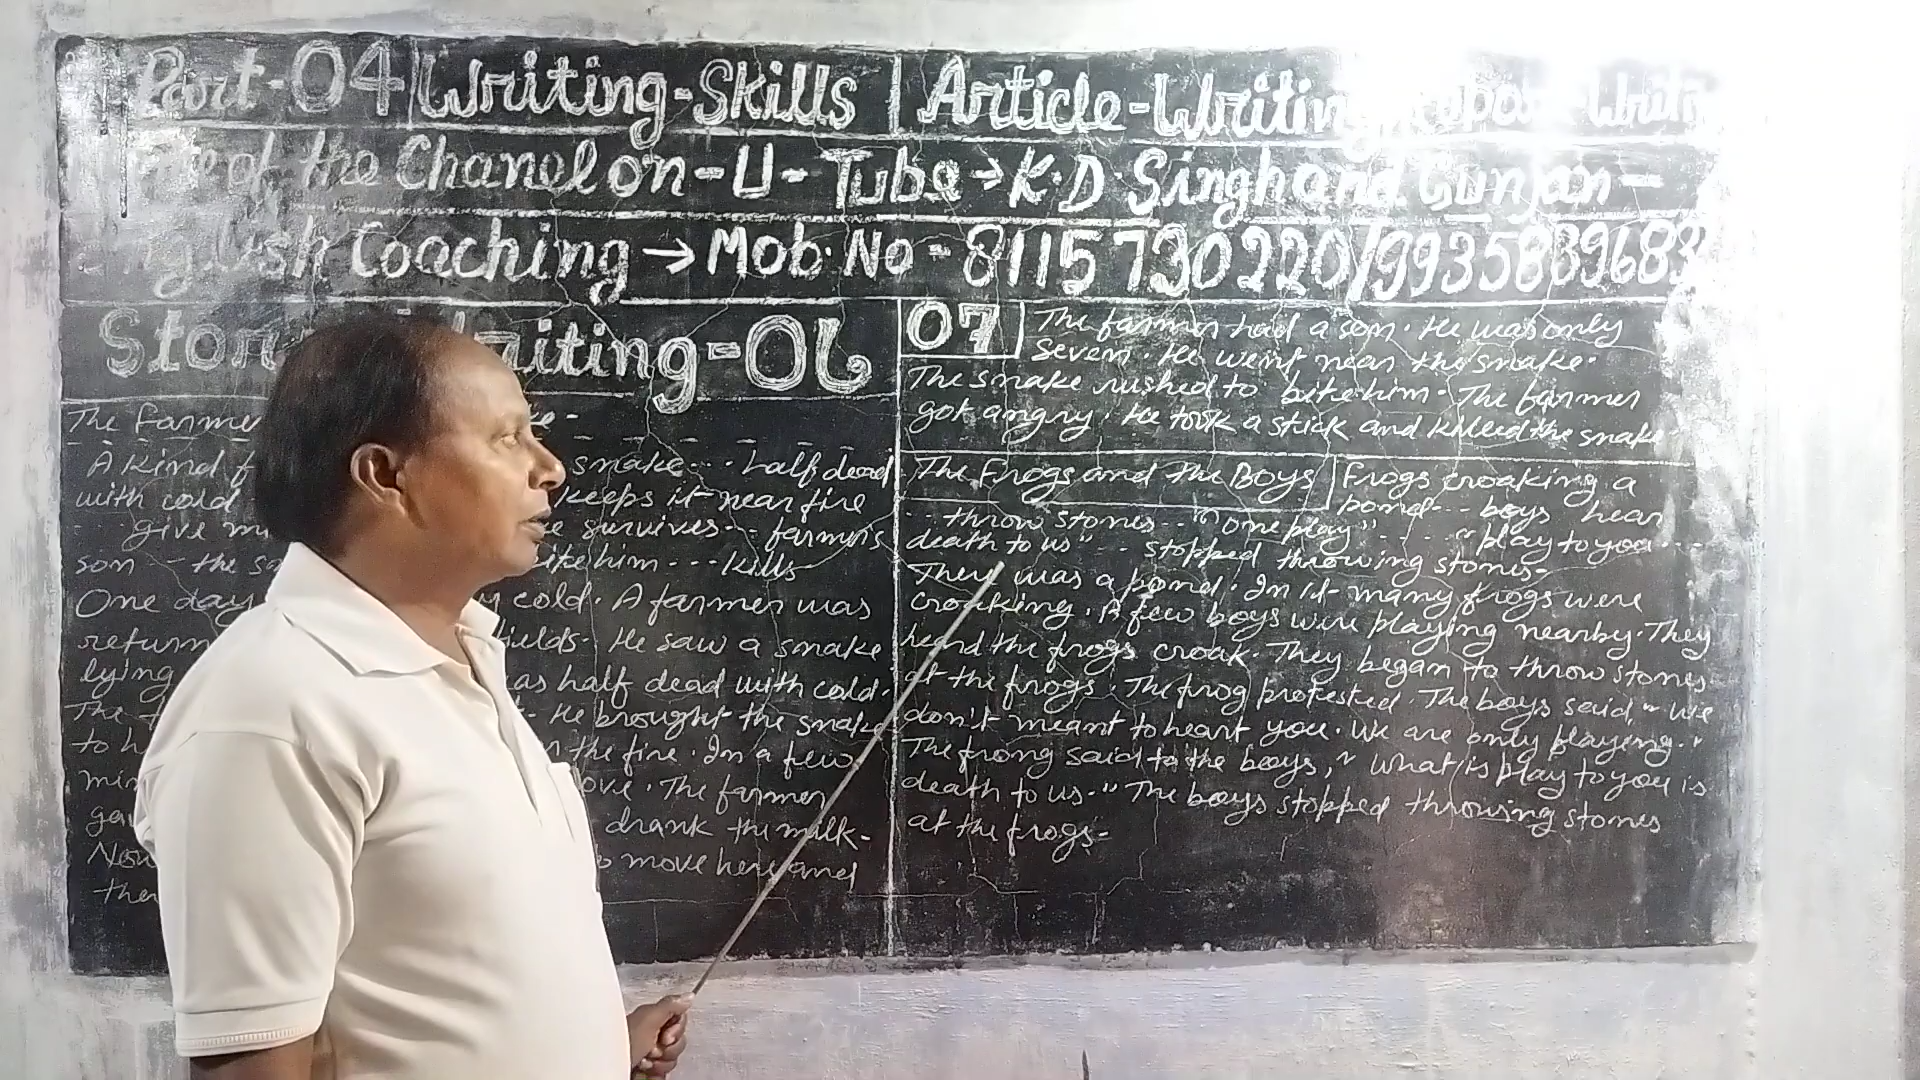 Part-04 Writing-Skills Article-Writing
of the Chanel on-U-Tube→K.D.Singh and Gunjan-
English Coaching → Mob.No-8115730220/9935839683
Writing-06
The Farmer
A kind snake... half dead
with cold keeps it near fire
give survives... farmer's
son - the bite him... kills
One day cold. A farmer was
return fields. He saw a snake
lying as half dead with cold.
The He brought the snake
to the fire. In a few
move. The farmer
drank the milk-
Now move here and
07
The farmer had a son. He was only
seven. He went near the snake.
The snake rushed to bite him. The farmer
got angry. He took a stick and killed the snake.
The Frogs and the Boys
Frogs croaking a
pond... boys hear
... throw stones... "one play" ... "play to you...
death to us" ... stopped throwing stones-
They was a pond. In it many frogs were
croaking. A few boys were playing nearby. They
heard the frogs croak. They began to throw stones
at the frogs. The frog protested. The boys said, "We
don't meant to heart you. We are only playing."
The frong said to the boys, "What is play to you is
death to us." The boys stopped throwing stones
at the frogs-